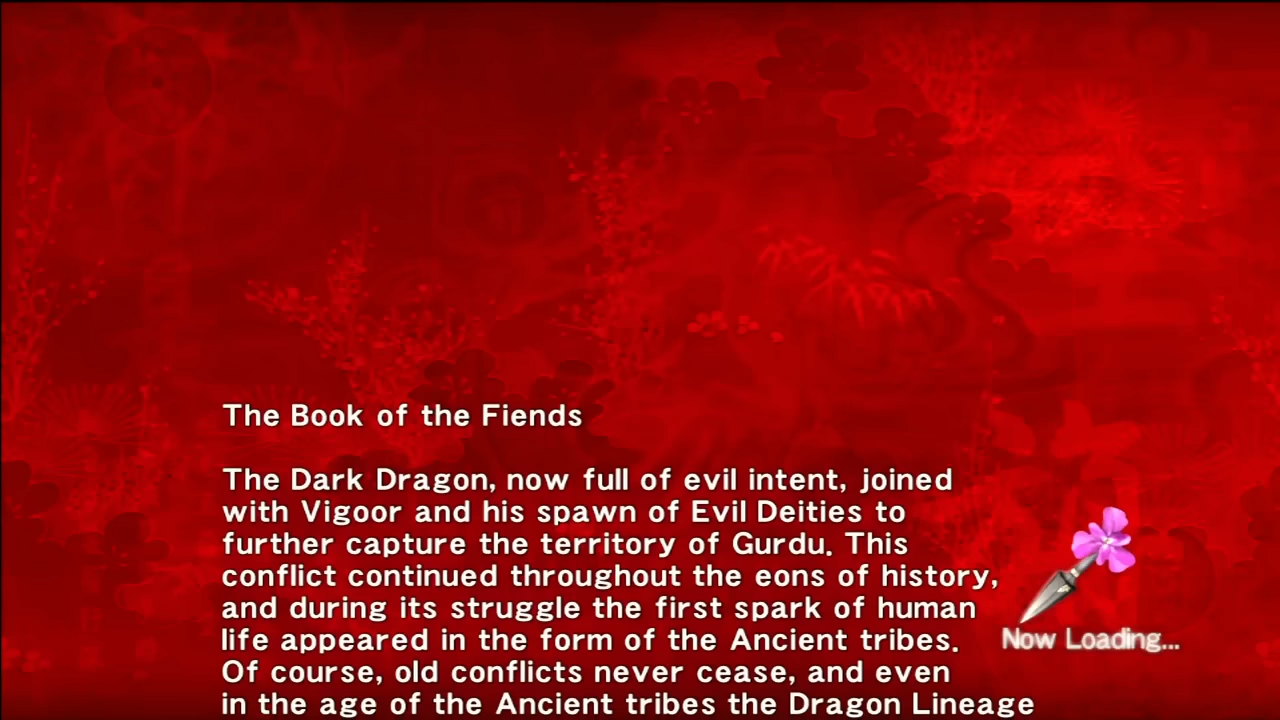 The Book of the Fiends
The Dark Dragon, now full of evil intent, joined
with Vigoor and his spawn of Evil Deities to
further capture the territory of Gurdu. This
conflict continued throughout the eons of history,
and during its struggle the first spark of human
life appeared in the form of the Ancient tribes.
Now Loading...
Of course, old conflicts never cease, and even
in the age of the Ancient tribes the Dragon Lineage